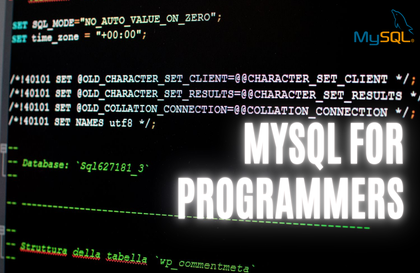 SET SQL_MODE="NO_AUTO_VALUE_ON_ZERO";
SET time_zone = "+00:00";
MySQL®
/*!40101 SET @OLD_CHARACTER_SET_CLIENT=@@CHARACTER_SET_CLIENT */;
/*!40101 SET @OLD_CHARACTER_SET_RESULTS=@@CHARACTER_SET_RESULTS */;
/*!40101 SET @OLD_COLLATION_CONNECTION=@@COLLATION_CONNECTION */;
/*!40101 SET NAMES utf8 */;
--
-- Database: `Sql627181_3`
--
-- --------------------------------------------------------
--
-- Struttura della tabella `wp_commentmeta`
MYSQL FOR
PROGRAMMERS